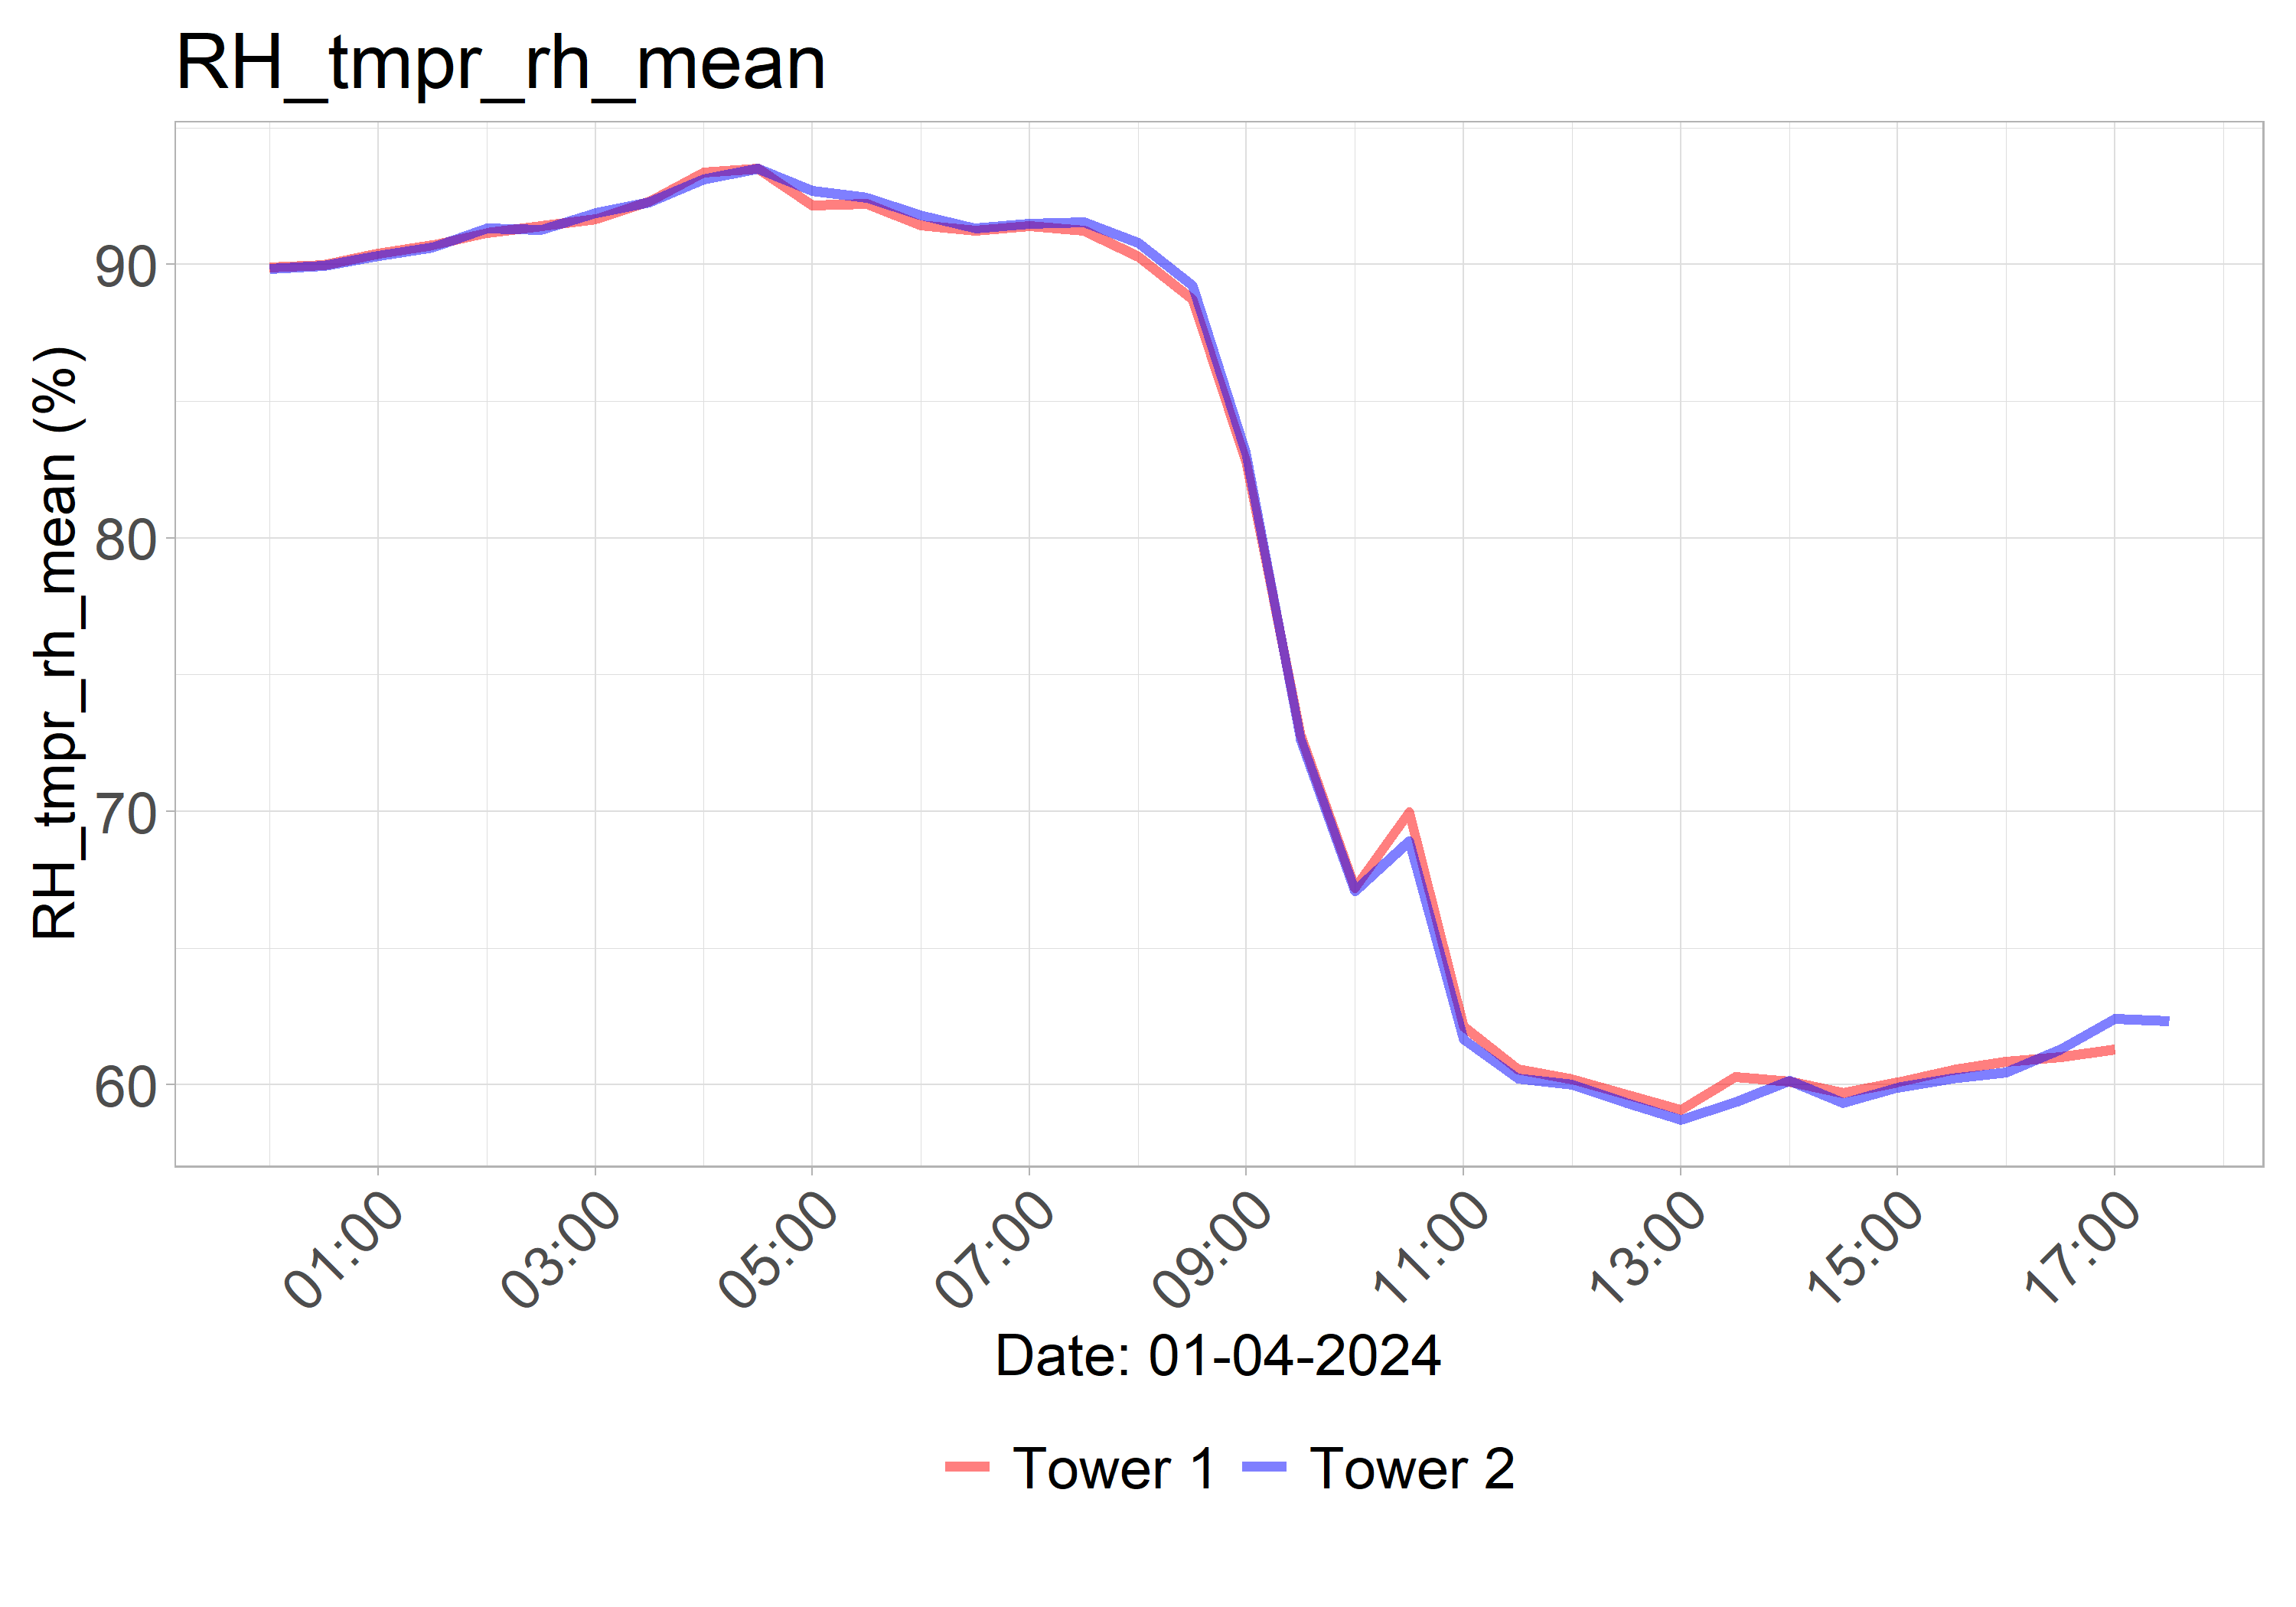 RH_tmpr_rh_mean
RH_tmpr_rh_mean (%)
90
80
70
60
01:00
03:00
05:00
07:00
09:00
11:00
13:00
15:00
17:00
Date: 01-04-2024
Tower 1
Tower 2